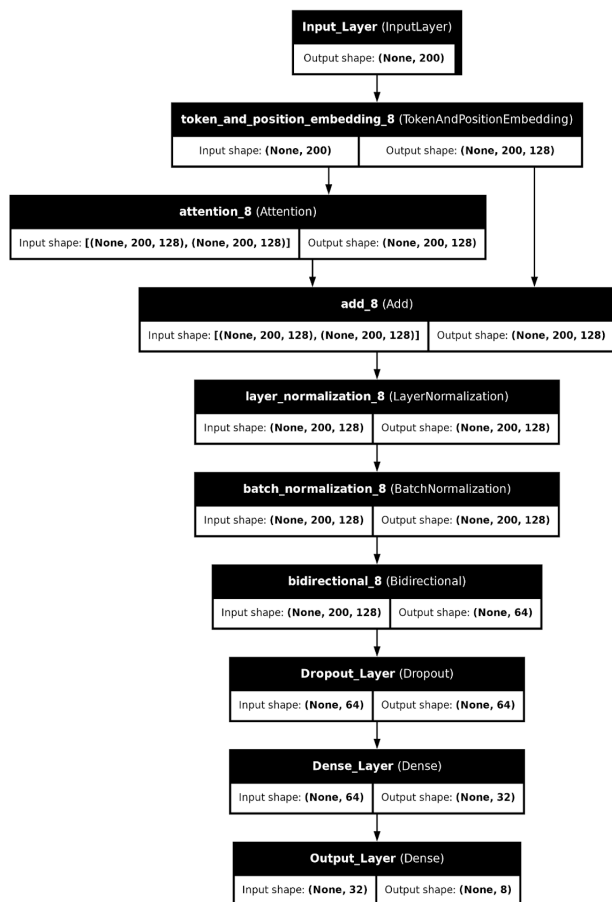 Input_Layer (InputLayer)
Output shape: (None, 200)
token_and_position_embedding_8 (TokenAndPositionEmbedding)
Input shape: (None, 200) Output shape: (None, 200, 128)
attention_8 (Attention)
Input shape: [(None, 200, 128), (None, 200, 128)] Output shape: (None, 200, 128)
add_8 (Add)
Input shape: [(None, 200, 128), (None, 200, 128)] Output shape: (None, 200, 128)
layer_normalization_8 (LayerNormalization)
Input shape: (None, 200, 128) Output shape: (None, 200, 128)
batch_normalization_8 (BatchNormalization)
Input shape: (None, 200, 128) Output shape: (None, 200, 128)
bidirectional_8 (Bidirectional)
Input shape: (None, 200, 128) Output shape: (None, 64)
Dropout_Layer (Dropout)
Input shape: (None, 64) Output shape: (None, 64)
Dense_Layer (Dense)
Input shape: (None, 64) Output shape: (None, 32)
Output_Layer (Dense)
Input shape: (None, 32) Output shape: (None, 8)